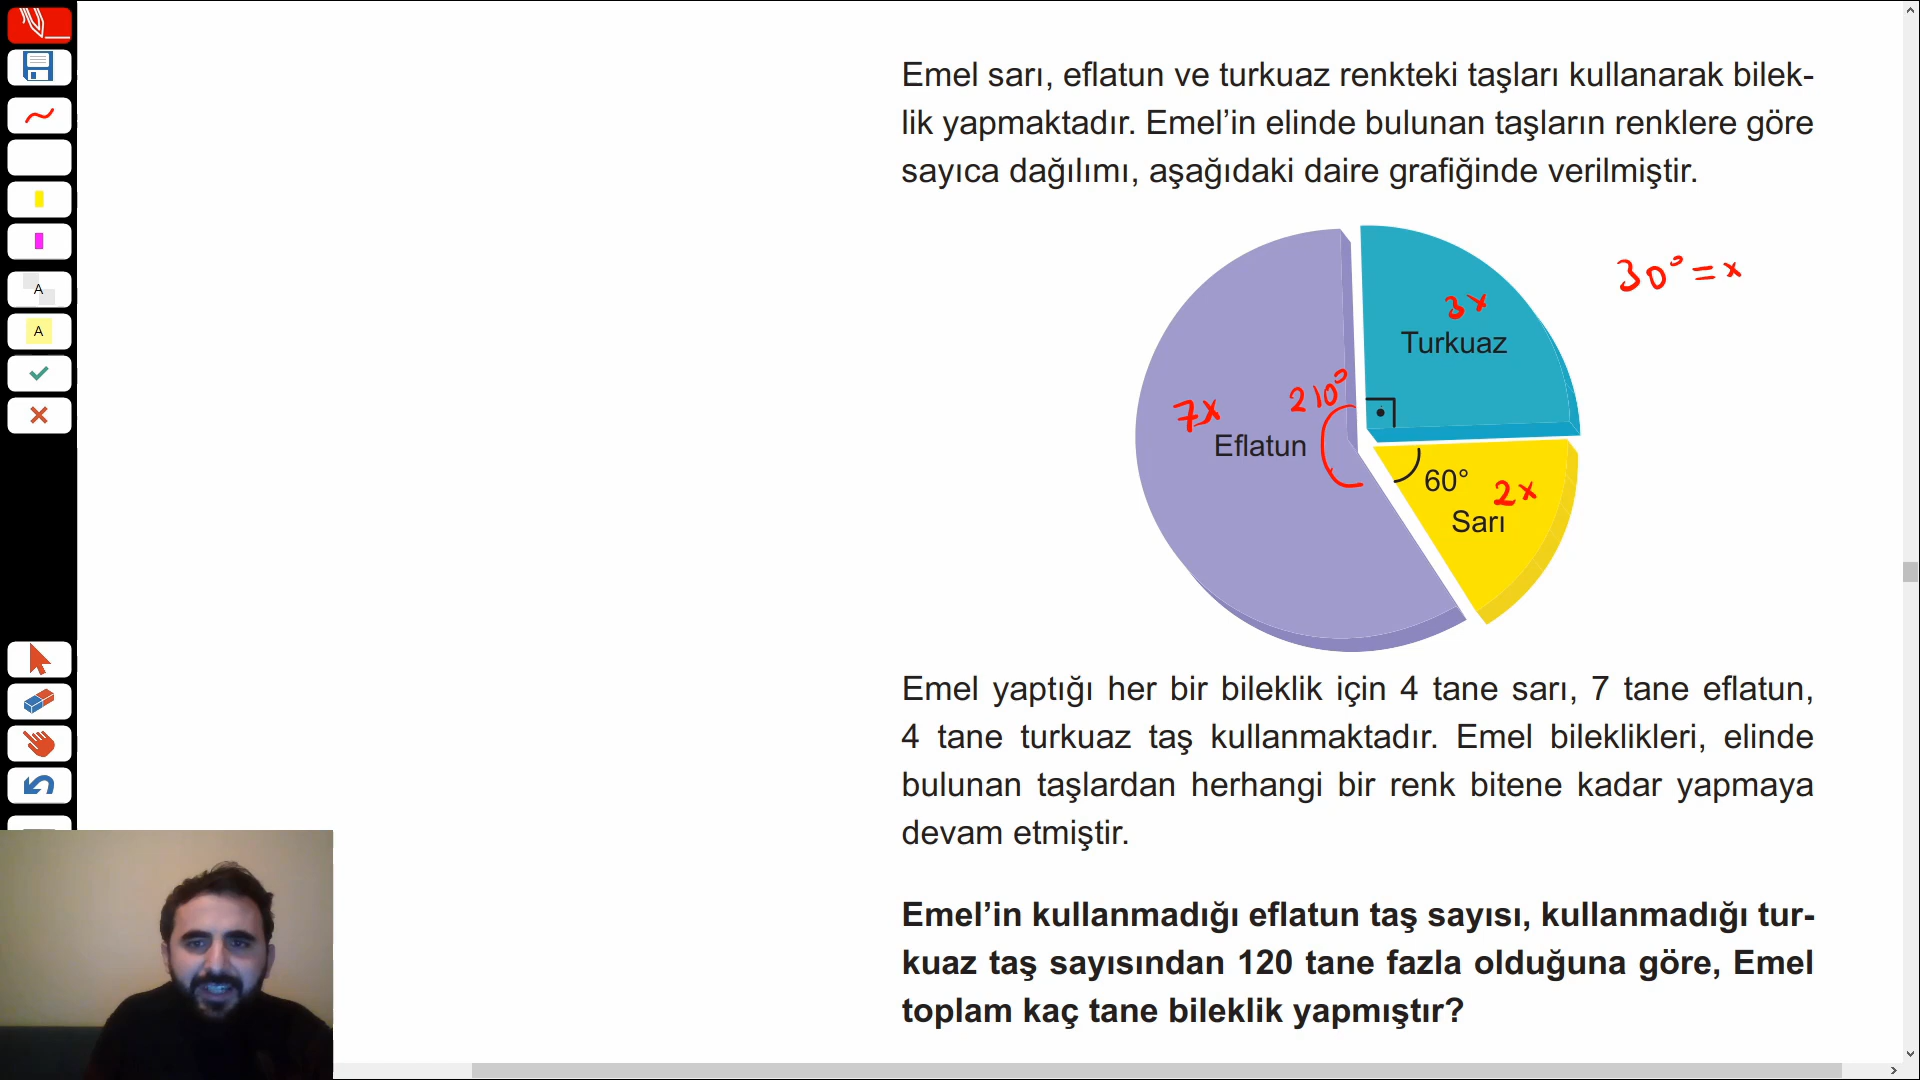 Emel sarı, eflatun ve turkuaz renkteki taşları kullanarak bilek-
lik yapmaktadır. Emel’in elinde bulunan taşların renklere göre
sayıca dağılımı, aşağıdaki daire grafiğinde verilmiştir.
30° = x
3x
Turkuaz
210°
7x
Eflatun
60°
2x
Sarı
Emel yaptığı her bir bileklik için 4 tane sarı, 7 tane eflatun,
4 tane turkuaz taş kullanmaktadır. Emel bileklikleri, elinde
bulunan taşlardan herhangi bir renk bitene kadar yapmaya
devam etmiştir.
Emel’in kullanmadığı eflatun taş sayısı, kullanmadığı tur-
kuaz taş sayısından 120 tane fazla olduğuna göre, Emel
toplam kaç tane bileklik yapmıştır?
A
A